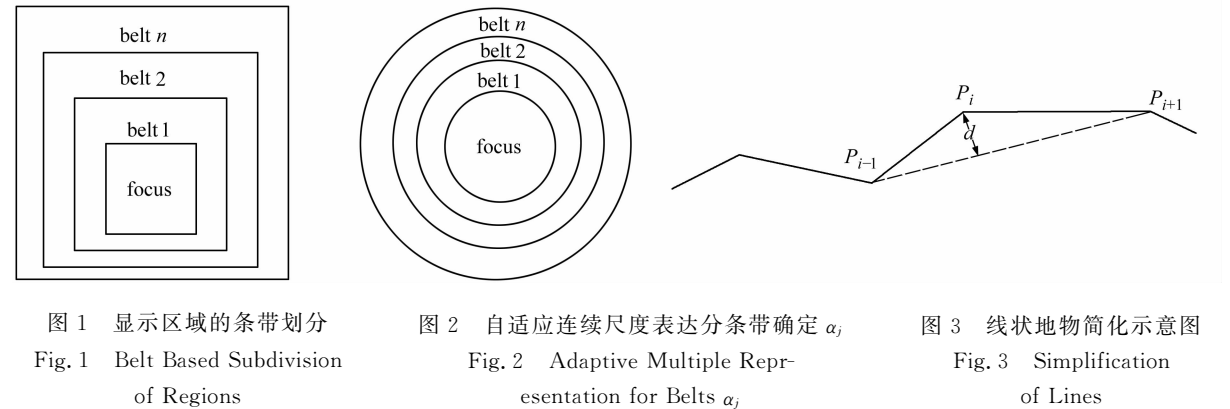 belt n
belt 2
belt 1
focus
belt n
belt 2
belt 1
focus
P_i
P_{i+1}
d
P_{i-1}
图 1 显示区域的条带划分
Fig. 1 Belt Based Subdivision
of Regions
图 2 自适应连续尺度表达分条带确定 α_j
Fig. 2 Adaptive Multiple Repr-
esentation for Belts α_j
图 3 线状地物简化示意图
Fig. 3 Simplification
of Lines